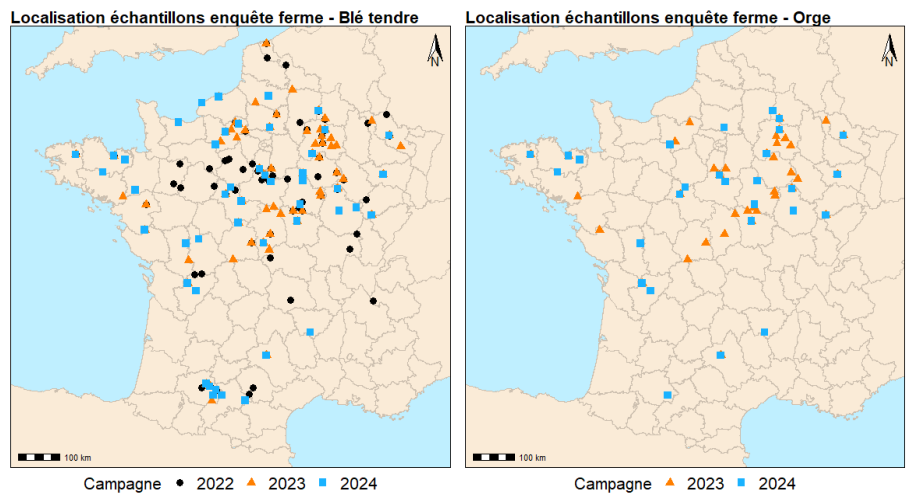 Localisation échantillons enquête ferme - Blé tendre
N
100 km
Campagne 2022 2023 2024
Localisation échantillons enquête ferme - Orge
N
100 km
Campagne 2023 2024